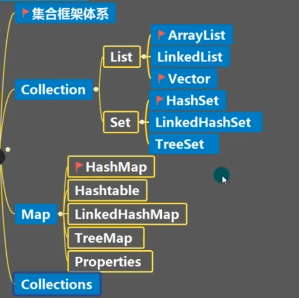 集合框架体系
ArrayList
List
LinkedList
Vector
Collection
HashSet
Set
LinkedHashSet
TreeSet
HashMap
Hashtable
Map
LinkedHashMap
TreeMap
Properties
Collections